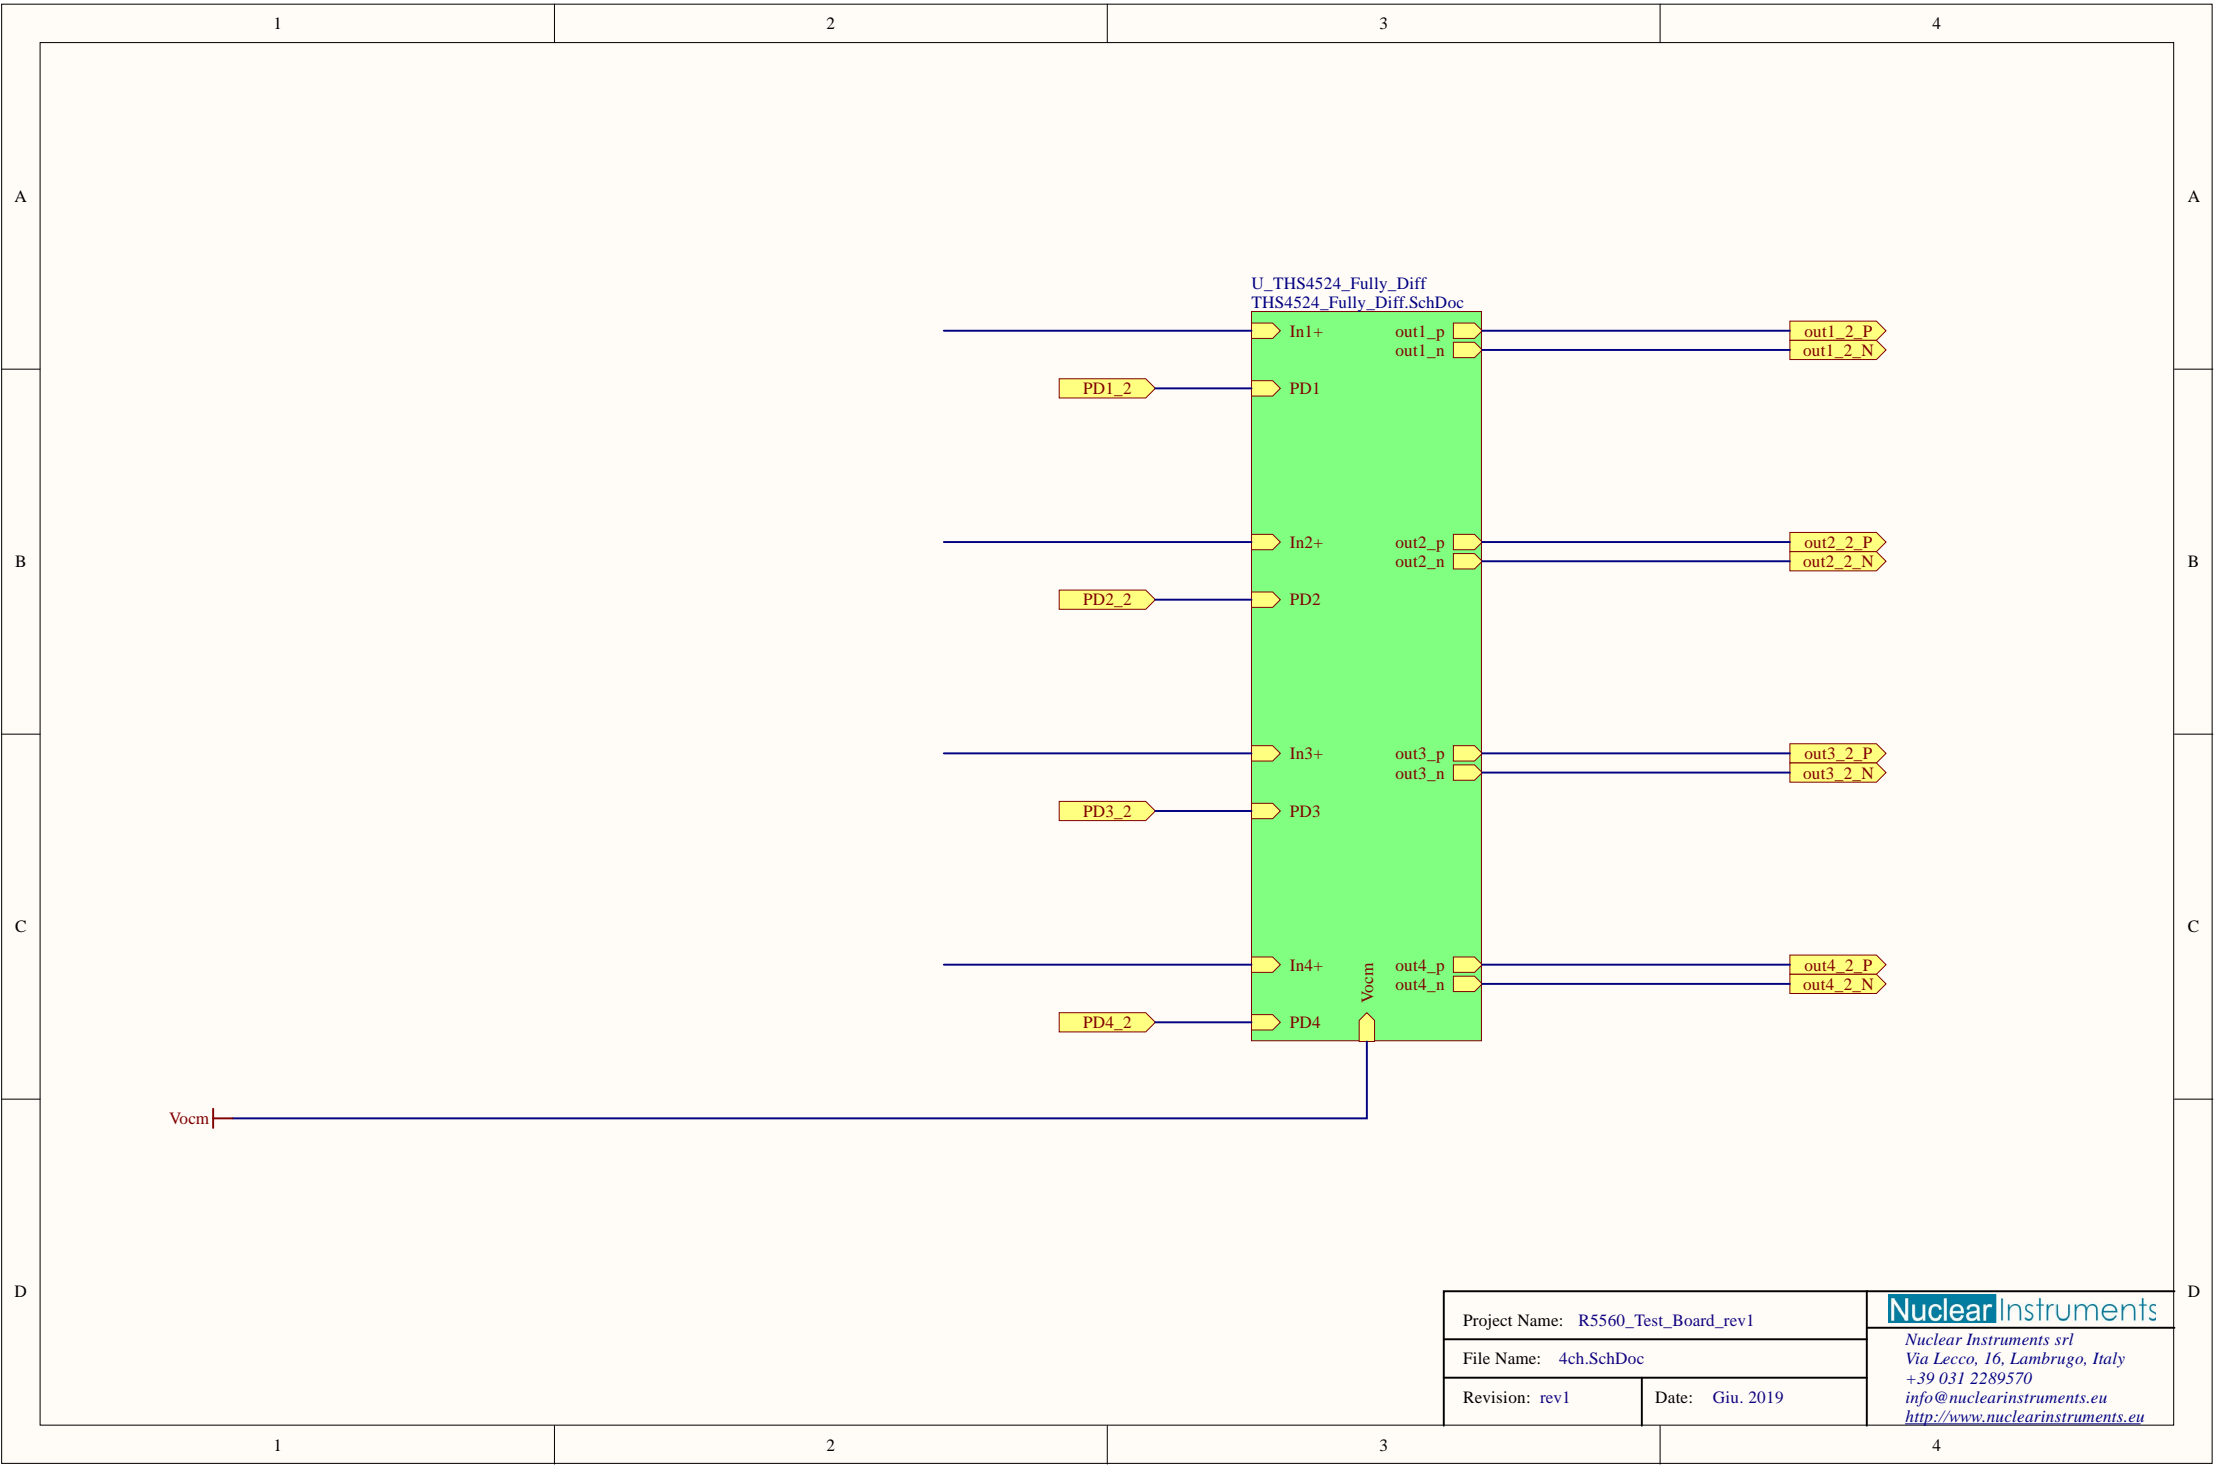 1 2 3 4
A A
U_THS4524_Fully_Diff
THS4524_Fully_Diff.SchDoc
In1+ out1_p out1_2_P
out1_n out1_2_N
PD1_2 PD1
In2+ out2_p out2_2_P
B out2_n out2_2_N B
PD2_2 PD2
In3+ out3_p out3_2_P
out3_n out3_2_N
PD3_2 PD3
C C
In4+ out4_p out4_2_P
Vocm out4_n out4_2_N
PD4_2 PD4
Vocm
D D
Project Name: R5560_Test_Board_rev1
File Name: 4ch.SchDoc
Revision: rev1 Date: Giu. 2019
Nuclear Instruments
Nuclear Instruments srl
Via Lecco, 16, Lambrugo, Italy
+39 031 2289570
info@nuclearinstruments.eu
http://www.nuclearinstruments.eu
1 2 3 4